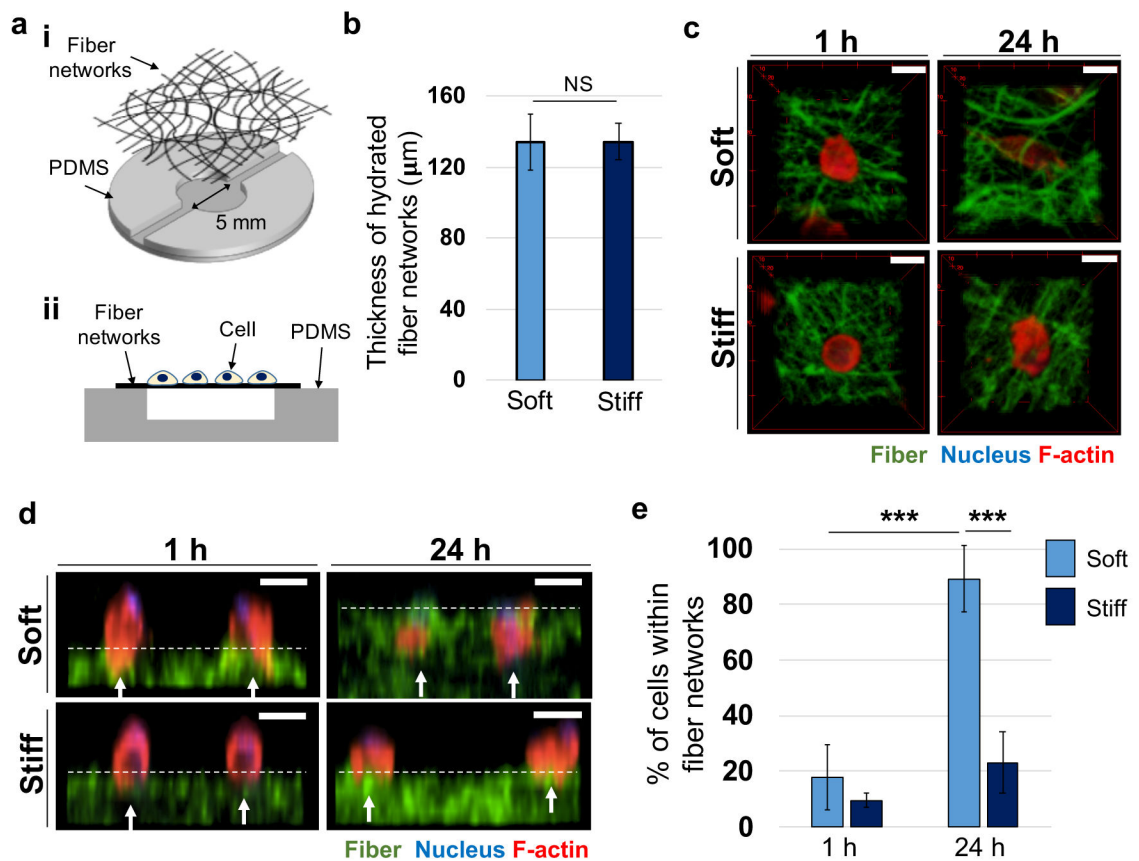 a
i
Fiber
networks
PDMS
5 mm
ii
Fiber
networks
Cell
PDMS
b
Thickness of hydrated
fiber networks (μm)
160
120
80
40
0
NS
Soft
Stiff
c
1 h
24 h
Soft
Stiff
Fiber Nucleus F-actin
d
1 h
24 h
Soft
Stiff
Fiber Nucleus F-actin
e
% of cells within
fiber networks
100
80
60
40
20
0
***
***
Soft
Stiff
1 h
24 h